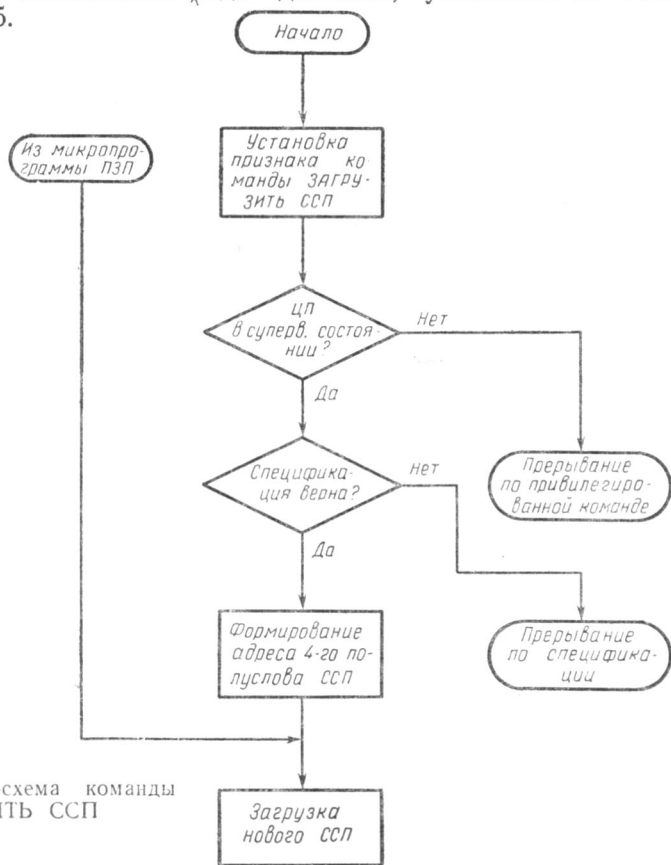 5.
Начало
Установка
признака ко
манды ЗАГРУ-
ЗИТЬ ССП
Из микропро-
граммы ПЗП
ЦП
в суперв. состоя-
нии?
Нет
Да
Специфика-
ция верна?
Нет
Прерывание
по привилегиро-
ванной команде
Да
Формирование
адреса 4-го по-
луслова ССП
Прерывание
по специфика-
ции
схема команды
ИТЬ ССП
Загрузка
нового ССП